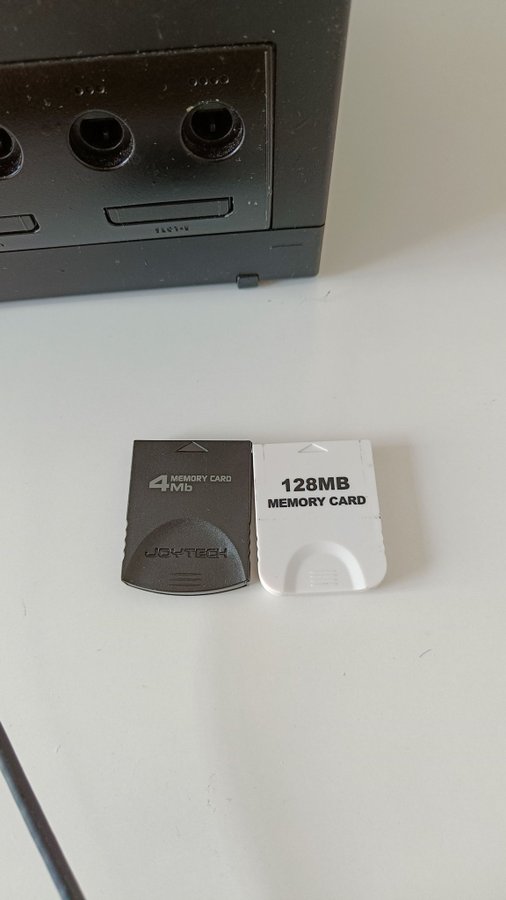 4 MEMORY CARD
Mb
JOYTECH
128MB
MEMORY CARD